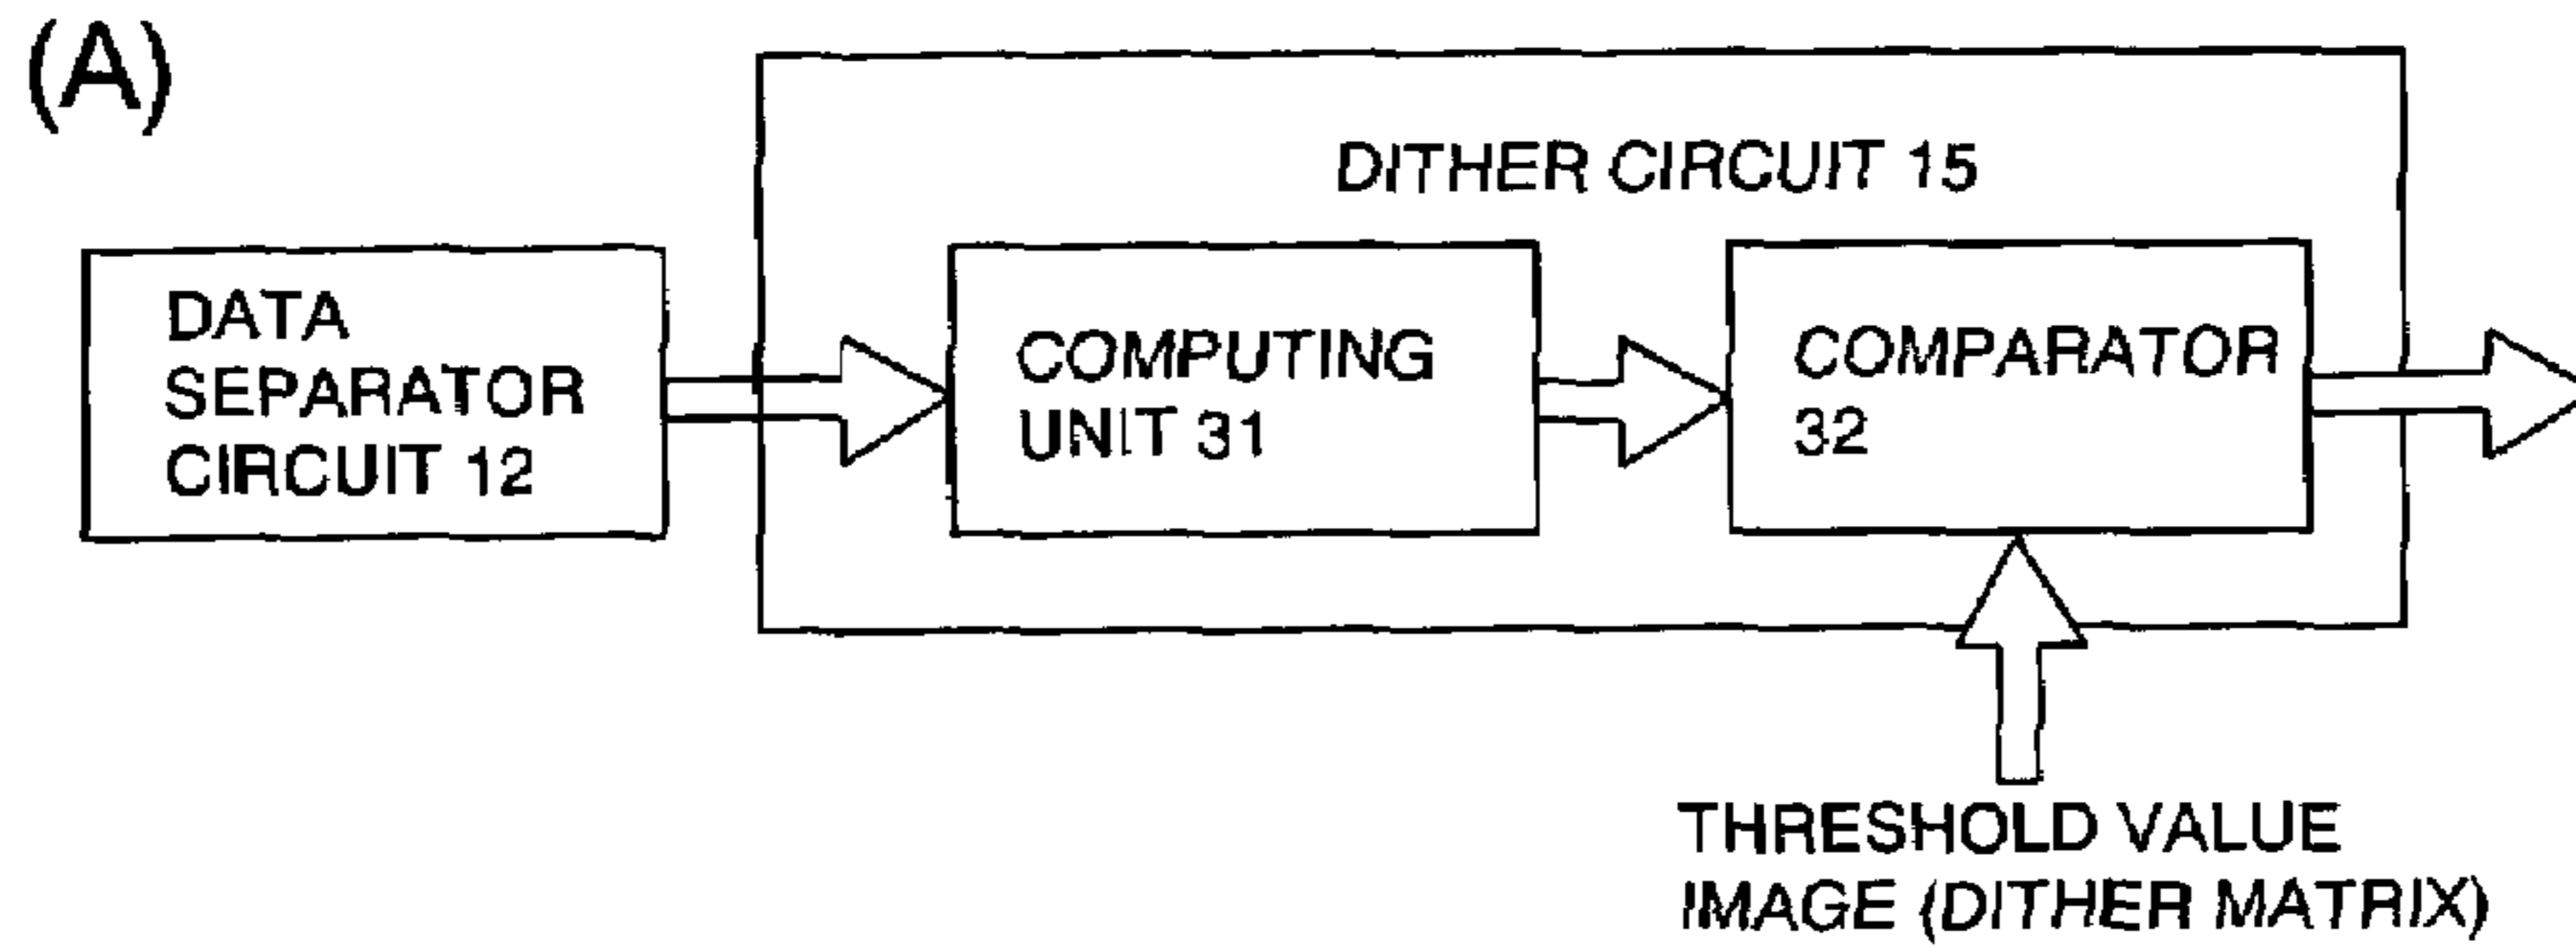 (A)
DITHER CIRCUIT 15
DATA
SEPARATOR
CIRCUIT 12
COMPUTING
UNIT 31
COMPARATOR
32
THRESHOLD VALUE
IMAGE (DITHER MATRIX)